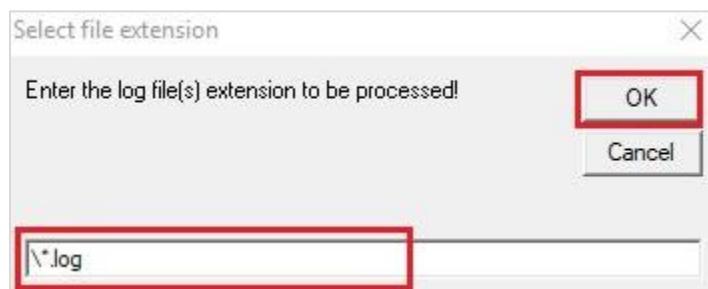 Select file extension
Enter the log file(s) extension to be processed!
OK
Cancel
\*.log